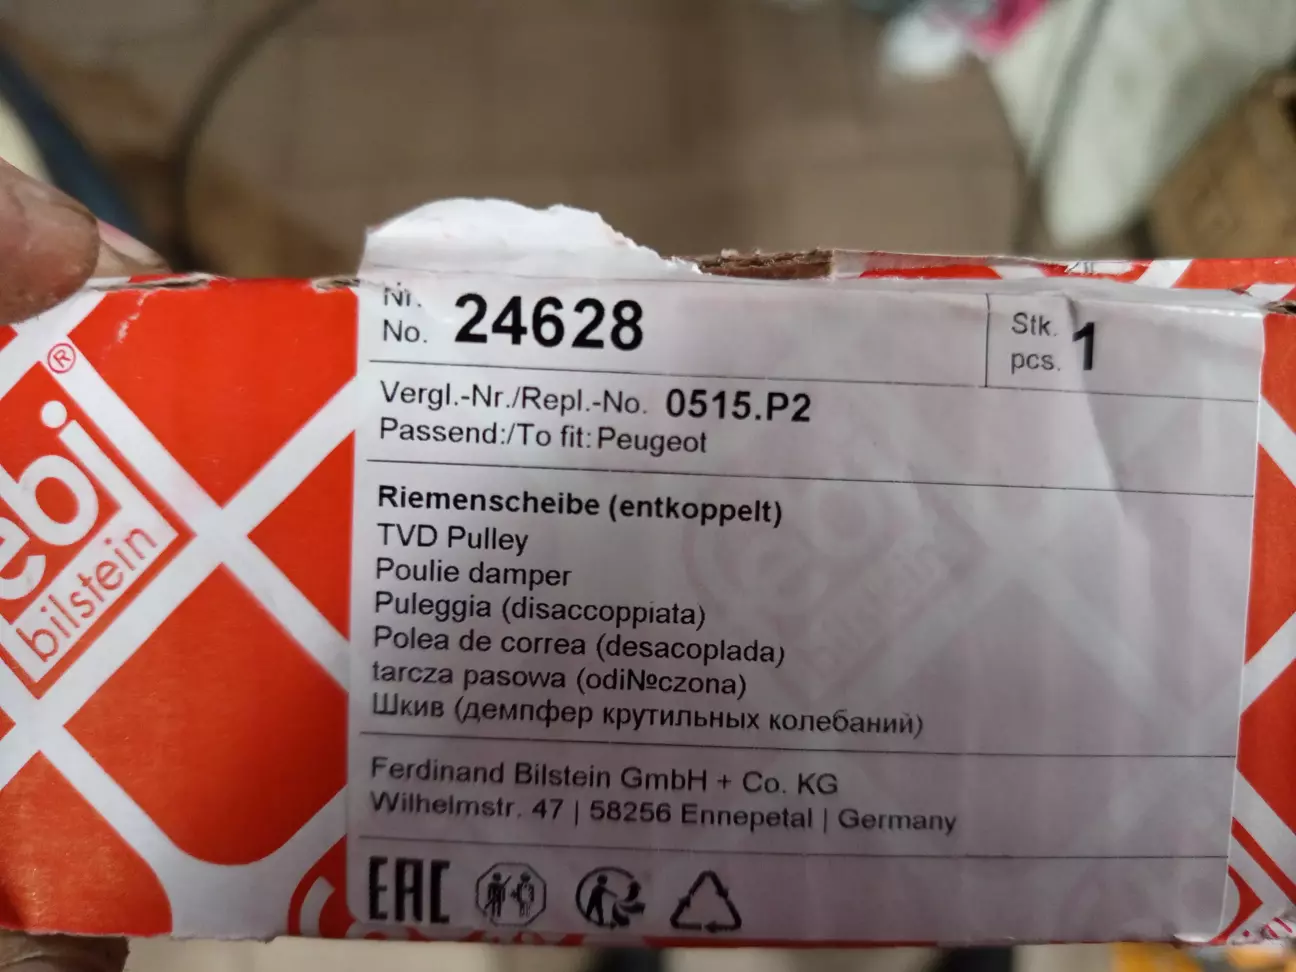 Nr.
No. 24628
Stk.
pcs. 1
Vergl.-Nr./Repl.-No. 0515.P2
Passend:/To fit: Peugeot
Riemenscheibe (entkoppelt)
TVD Pulley
Poulie damper
Puleggia (disaccoppiata)
Polea de correa (desacoplada)
tarcza pasowa (odi№czona)
Шкив (демпфер крутильных колебаний)
Ferdinand Bilstein GmbH + Co. KG
Wilhelmstr. 47 | 58256 Ennepetal | Germany
EAC
ebi®
bilstein